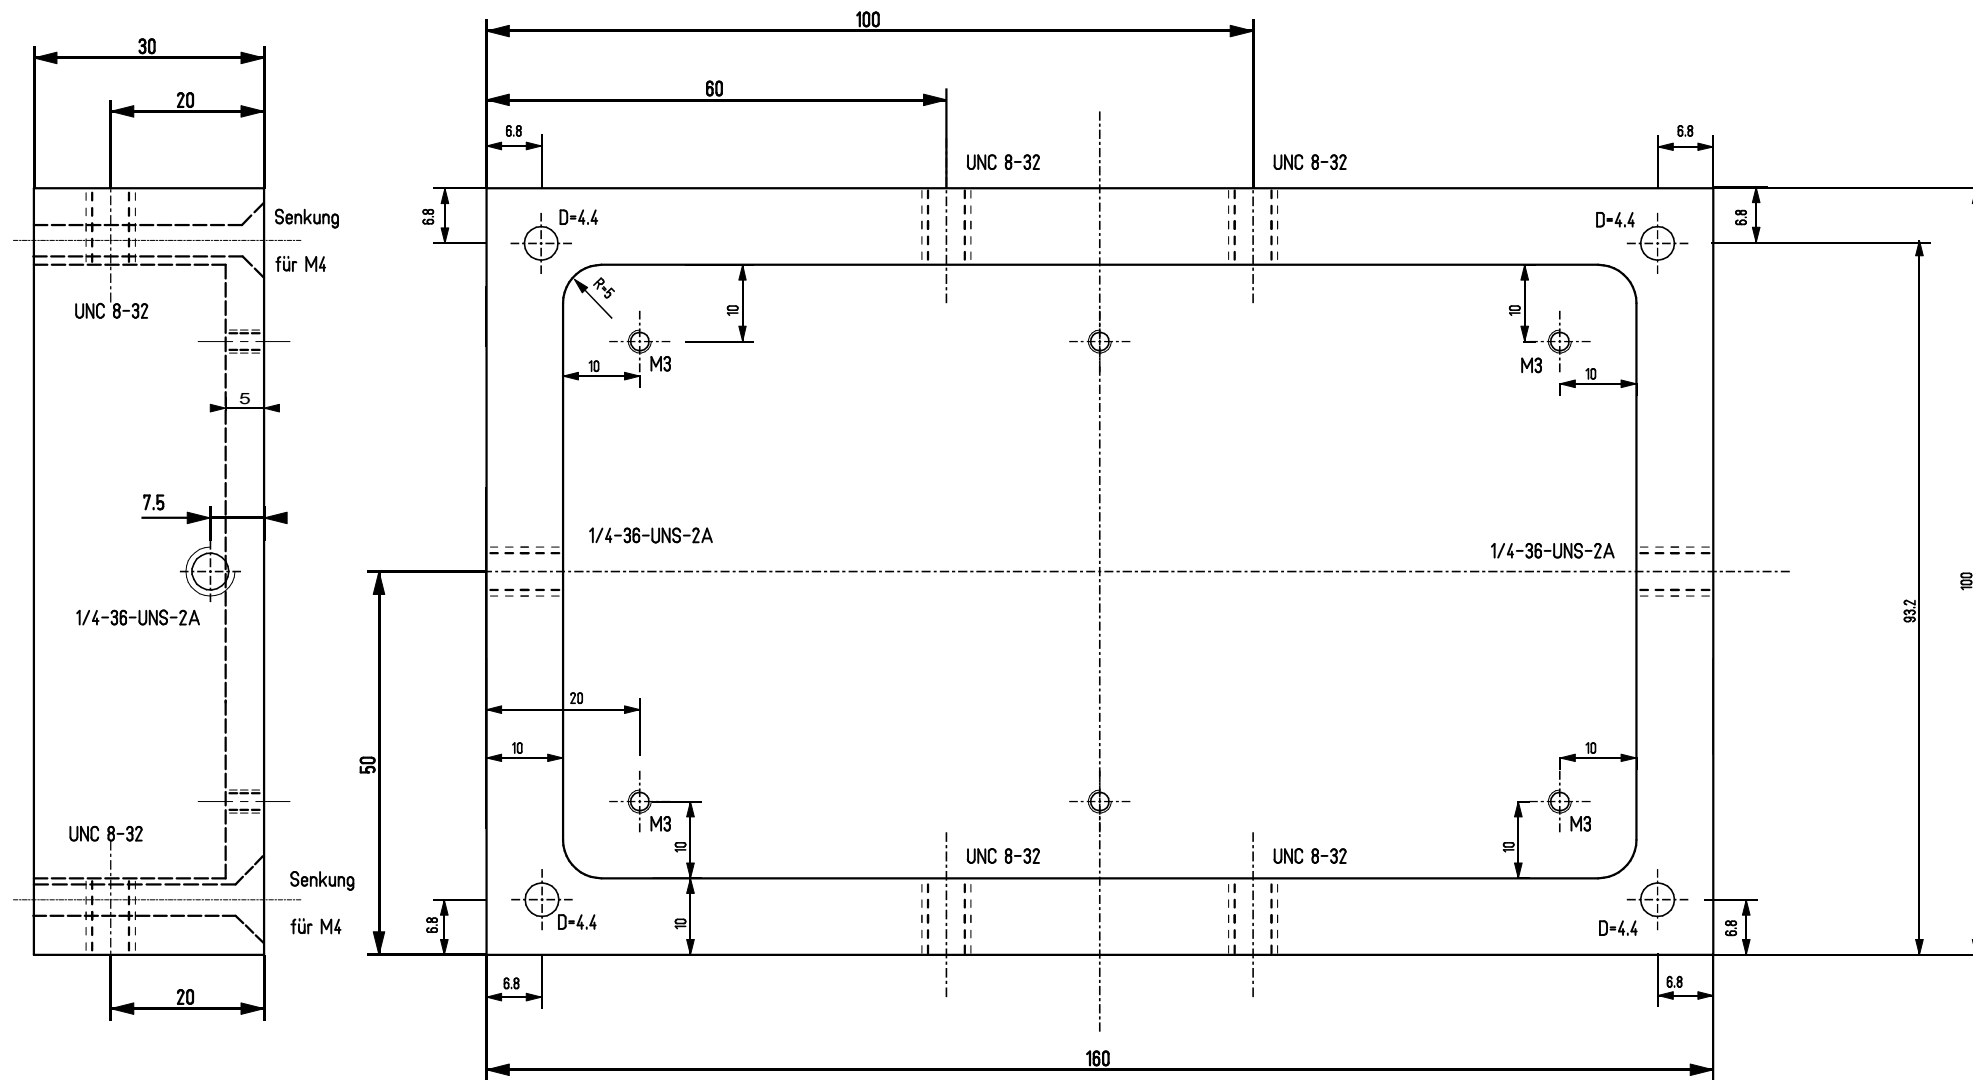 100
30
60
20
6.8
6.8
UNC 8-32
UNC 8-32
6.8
D=4.4
D=4.4
6.8
Senkung
für M4
R=5
UNC 8-32
10
10
M3
M3
10
10
5
7.5
1/4-36-UNS-2A
1/4-36-UNS-2A
1/4-36-UNS-2A
100
93.2
20
10
10
50
M3
M3
UNC 8-32
10
10
UNC 8-32
UNC 8-32
Senkung
für M4
6.8
D=4.4
10
D=4.4
6.8
6.8
6.8
20
160